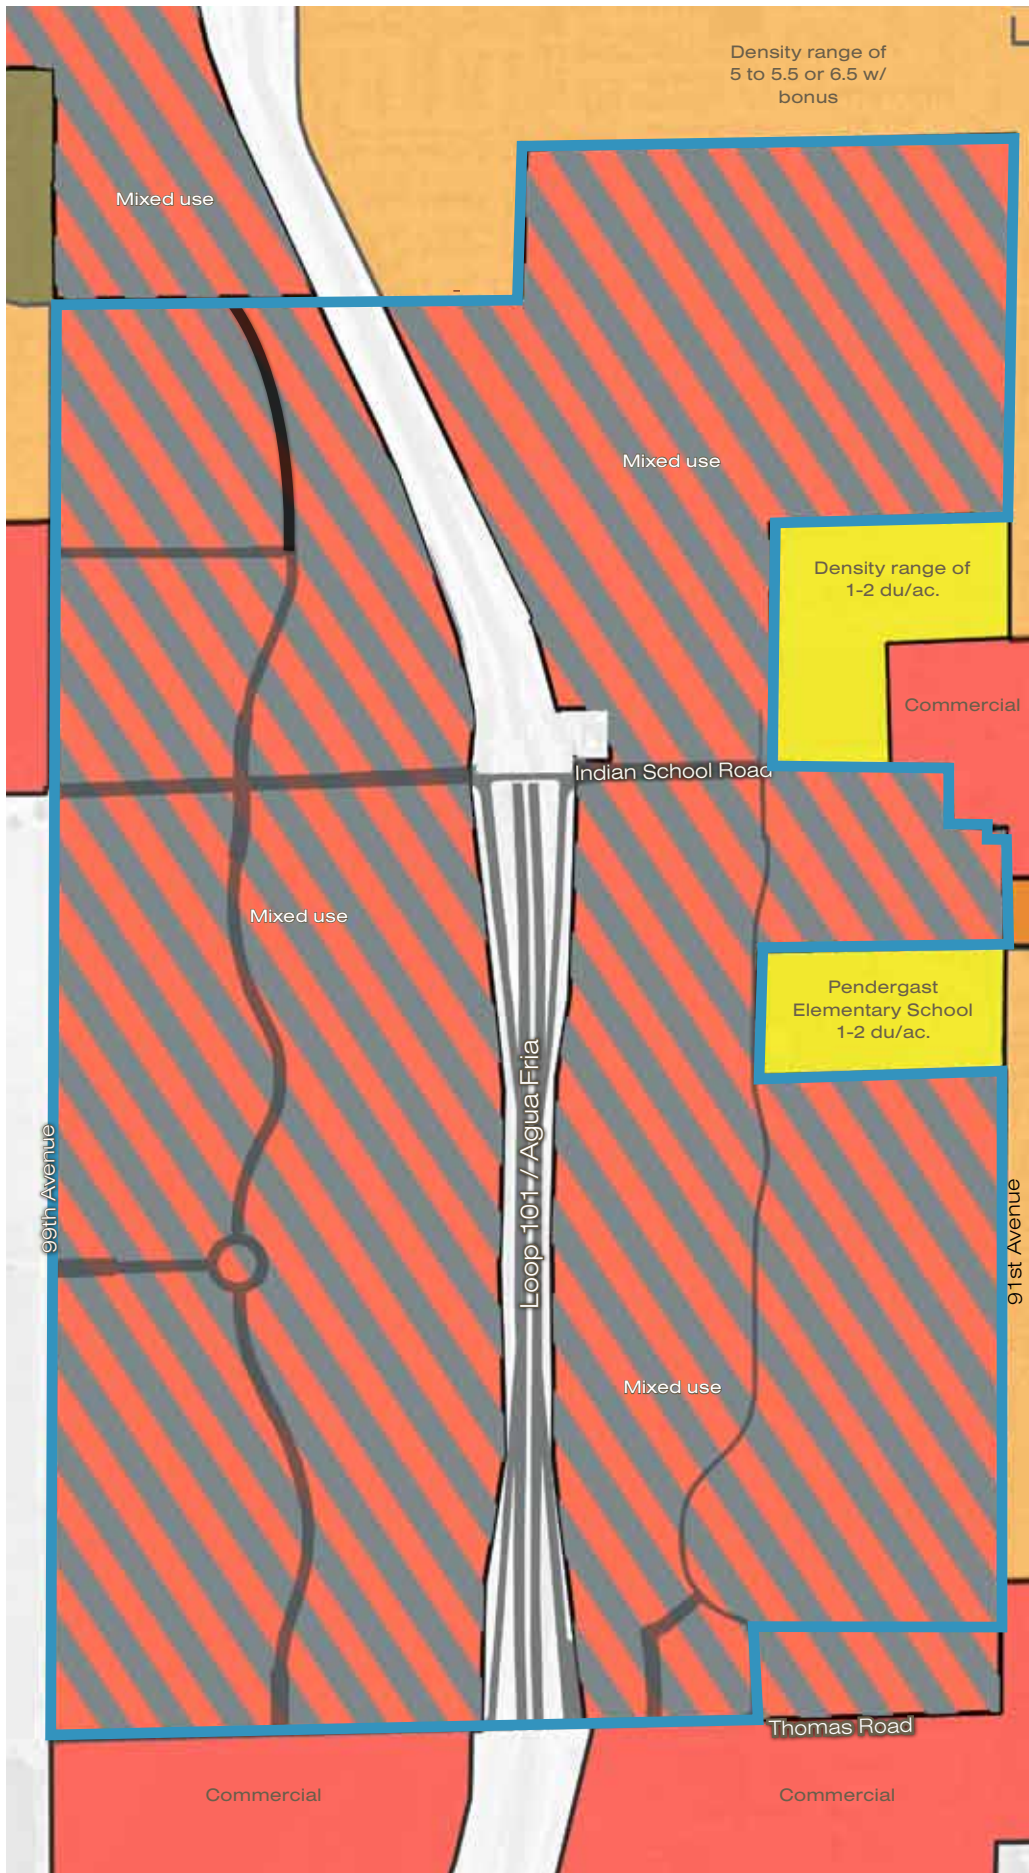 Density range of
5 to 5.5 or 6.5 w/
bonus
Mixed use
Mixed use
Density range of
1-2 du/ac.
Commercial
Indian School Road
Mixed use
Pendergast
Elementary School
1-2 du/ac.
Loop 101 / Agua Fria
99th Avenue
91st Avenue
Mixed use
Thomas Road
Commercial
Commercial